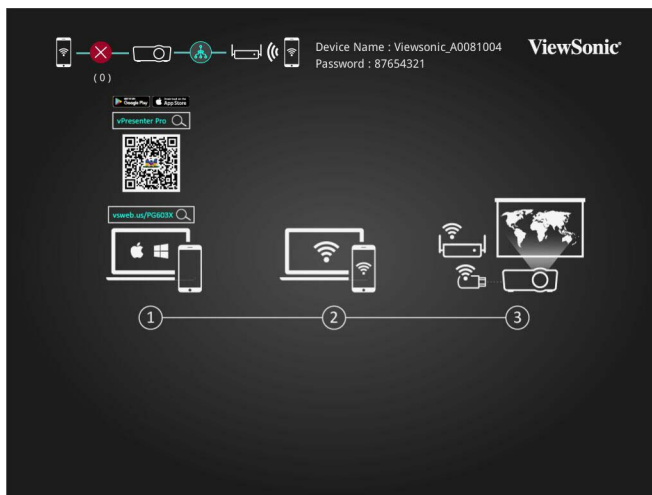 Device Name : Viewsonic_A0081004
ViewSonic®
Password : 87654321
( 0 )
Google Play
App Store
vPresenter Pro
vsweb.us/PG603X
1
2
3